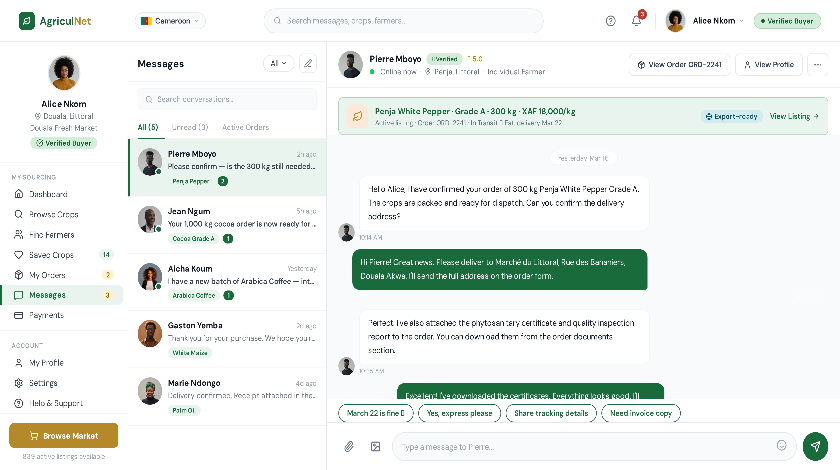 AgriculNet
Cameroon
Search messages, crops, farmers...
3
Alice Nkom
Verified Buyer
Alice Nkom
Douala, Littoral
Douala Fresh Market
Verified Buyer
MY SOURCING
Dashboard
Browse Crops
Find Farmers
Saved Crops
14
My Orders
2
Messages
3
Payments
ACCOUNT
My Profile
Settings
Help & Support
Browse Market
839 active listings available
Messages
All
Search conversations...
All (5)
Unread (3)
Active Orders
Pierre Mboyo
2h ago
Please confirm — is the 300 kg still needed...
Penja Pepper
2
Jean Ngum
5h ago
Your 1,000 kg cocoa order is now ready for...
Cocoa Grade A
1
Aicha Koum
Yesterday
I have a new batch of Arabica Coffee — int...
Arabica Coffee
1
Gaston Yemba
2d ago
Thank you for your purchase. We hope you'r...
White Maize
Marie Ndongo
4d ago
Delivery confirmed. Receipt attached in tho...
Palm Oil
Pierre Mboyo
Verified
5.0
Online now · Penja, Littoral · Individual Farmer
View Order ORD-2241
View Profile
Penja White Pepper · Grade A · 300 kg · XAF 18,000/kg
Active listing · Order ORD-2241 · In Transit Est. delivery Mar 22
Export-ready
View Listing →
Hello Alice, I have confirmed your order of 300 kg Penja White Pepper Grade A.
The crops are packed and ready for dispatch. Can you confirm the delivery
address?
10:14 AM
Hi Pierre! Great news. Please deliver to Marché du Littoral, Rue des Bananiers,
Douala Akwa. I'll send the full address on the order form.
Perfect. I've also attached the phytosanitary certificate and quality inspection
report to the order. You can download them from the order documents
section.
Excellent! I've downloaded the certificates. Everything looks good. I'll
March 22 is fine
Yes, express please
Share tracking details
Need invoice copy
Type a message to Pierre...